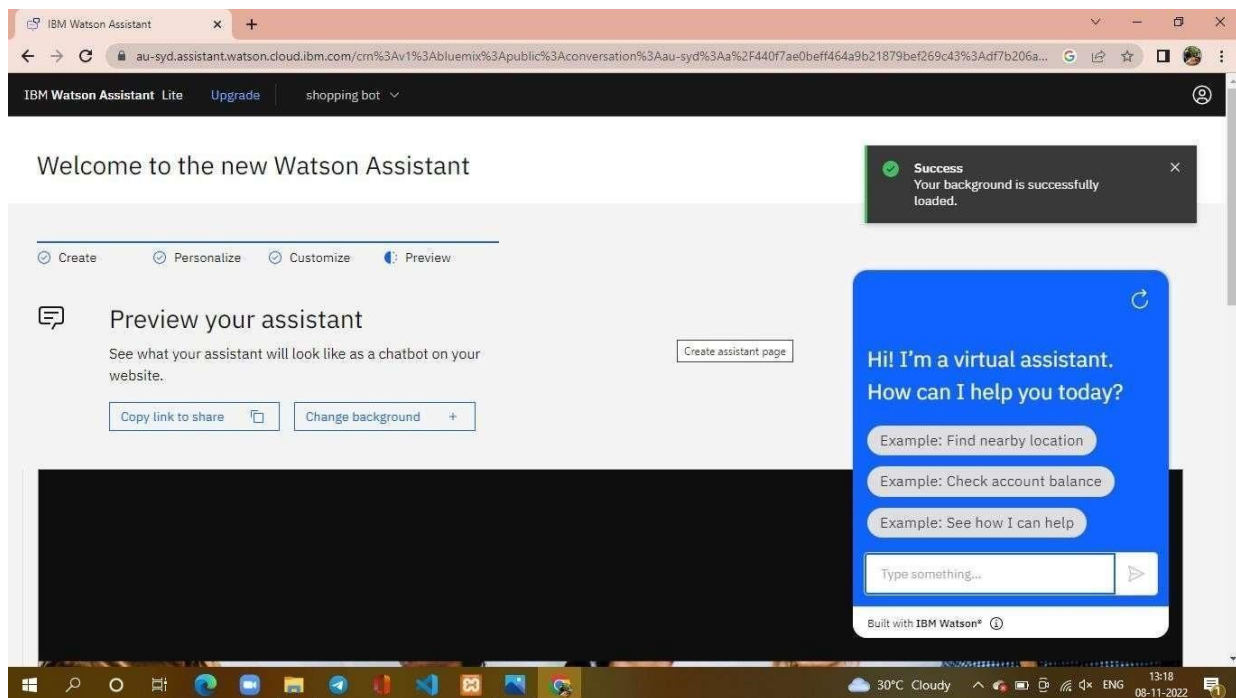 IBM Watson Assistant
au-syd.assistant.watson.cloud.ibm.com/crn%3Av1%3Abluemix%3Apublic%3Aconversation%3Aau-syd%3Aa%2F440f7ae0beff464a9b21879bef269c43%3Adf7b206a...
IBM Watson Assistant Lite Upgrade shopping bot
Welcome to the new Watson Assistant
Success
Your background is successfully
loaded.
Create Personalize Customize Preview
Preview your assistant
See what your assistant will look like as a chatbot on your
website.
Copy link to share Change background +
Create assistant page
Hi! I'm a virtual assistant.
How can I help you today?
Example: Find nearby location
Example: Check account balance
Example: See how I can help
Type something...
Built with IBM Watson®
30°C Cloudy ENG 13:18
08-11-2022